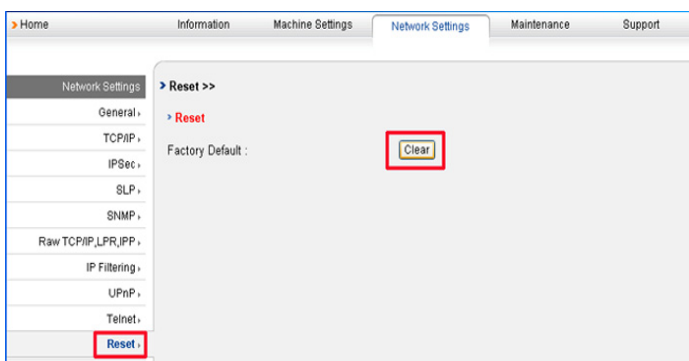 Home Information Machine Settings Network Settings Maintenance Support
Network Settings
General
TCP/IP
IPSec
SLP
SNMP
Raw TCP/IP,LPR,IPP
IP Filtering
UPnP
Telnet
Reset
Reset >>
Reset
Factory Default : Clear